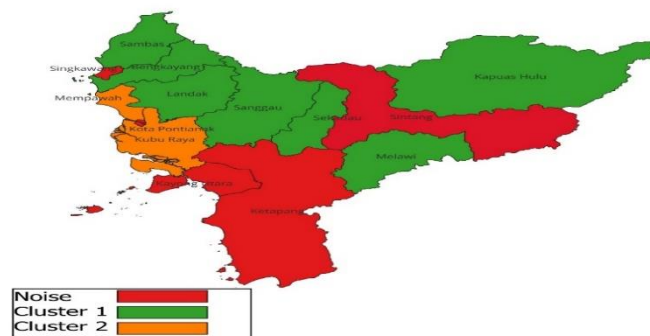 Sambas
Singkawang
Bengkayang
Kapuas Hulu
Mempawah
Landak
Sanggau
Sekadau
Sintang
Kota Pontianak
Kubu Raya
Melawi
Kayong Utara
Ketapang
Noise
Cluster 1
Cluster 2